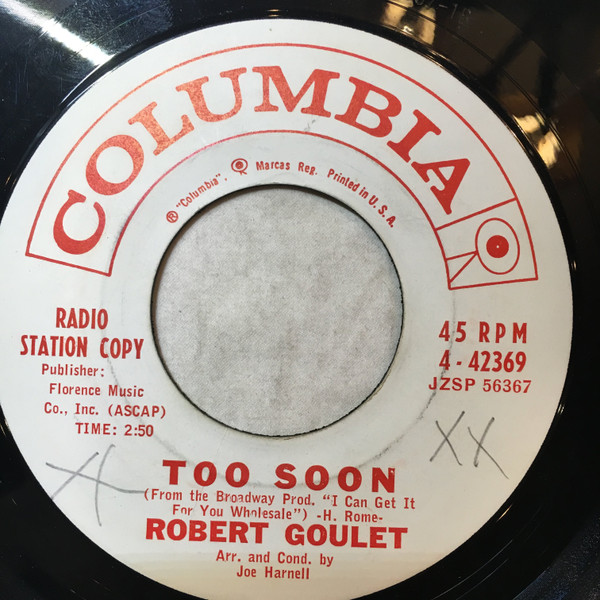 COLUMBIA
® "Columbia", Marcas Reg. Printed in U.S.A.
RADIO
STATION COPY
Publisher:
Florence Music
Co., Inc. (ASCAP)
TIME: 2:50
45 RPM
4-42369
JZSP 56367
XX
TOO SOON
(From the Broadway Prod. "I Can Get It
For You Wholesale") -H. Rome-
ROBERT GOULET
Arr. and Cond. by
Joe Harnell